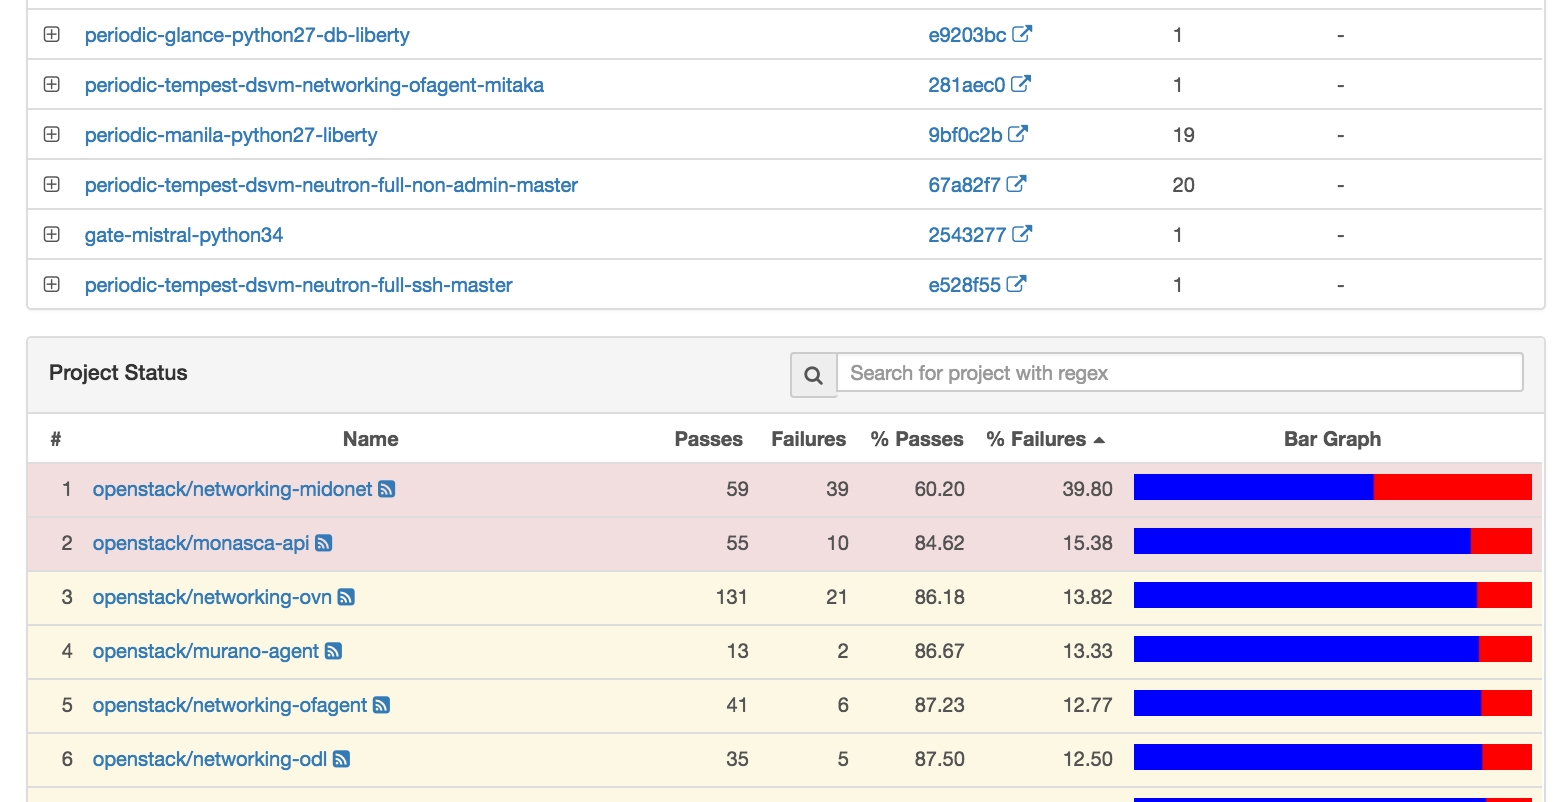 periodic-glance-python27-db-liberty e9203bc 1 -
periodic-tempest-dsvm-networking-ofagent-mitaka 281aec0 1 -
periodic-manila-python27-liberty 9bf0c2b 19 -
periodic-tempest-dsvm-neutron-full-non-admin-master 67a82f7 20 -
gate-mistral-python34 2543277 1 -
periodic-tempest-dsvm-neutron-full-ssh-master e528f55 1 -
Project Status Search for project with regex
# Name Passes Failures % Passes % Failures Bar Graph
1 openstack/networking-midonet 59 39 60.20 39.80
2 openstack/monasca-api 55 10 84.62 15.38
3 openstack/networking-ovn 131 21 86.18 13.82
4 openstack/murano-agent 13 2 86.67 13.33
5 openstack/networking-ofagent 41 6 87.23 12.77
6 openstack/networking-odl 35 5 87.50 12.50